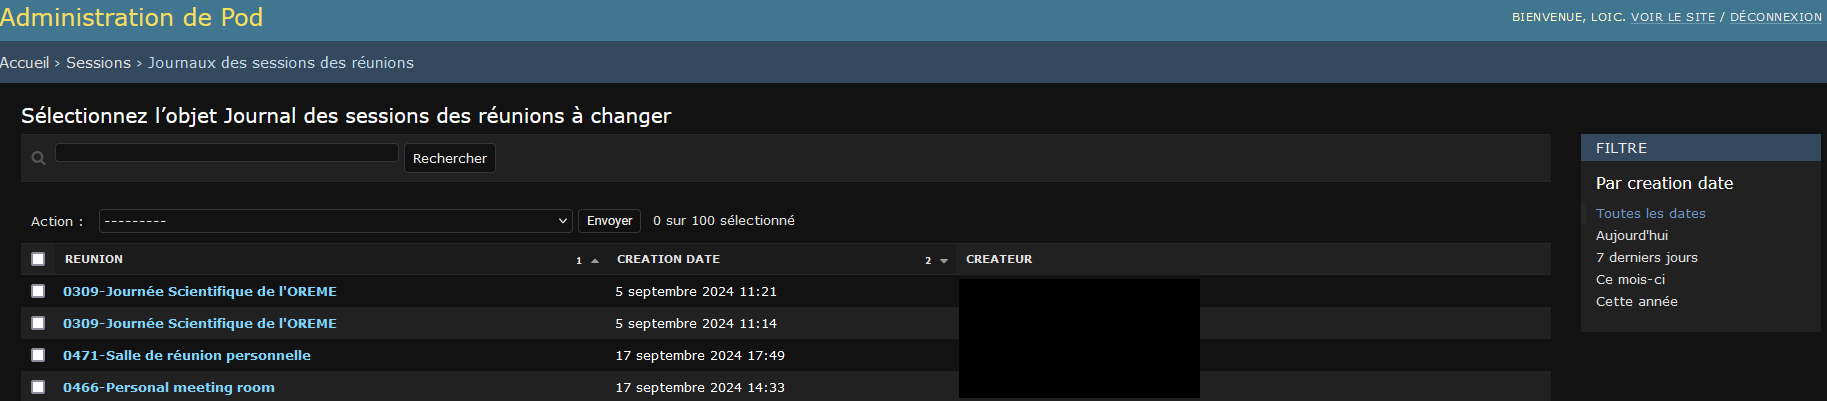 Administration de Pod
BIENVENUE, LOIC. VOIR LE SITE / DÉCONNEXION
Accueil › Sessions › Journaux des sessions des réunions
Sélectionnez l’objet Journal des sessions des réunions à changer
Rechercher
Action : --------- Envoyer 0 sur 100 sélectionné
REUNION 1 CREATION DATE 2 CREATEUR
0309-Journée Scientifique de l'OREME 5 septembre 2024 11:21
0309-Journée Scientifique de l'OREME 5 septembre 2024 11:14
0471-Salle de réunion personnelle 17 septembre 2024 17:49
0466-Personal meeting room 17 septembre 2024 14:33
FILTRE
Par creation date
Toutes les dates
Aujourd'hui
7 derniers jours
Ce mois-ci
Cette année